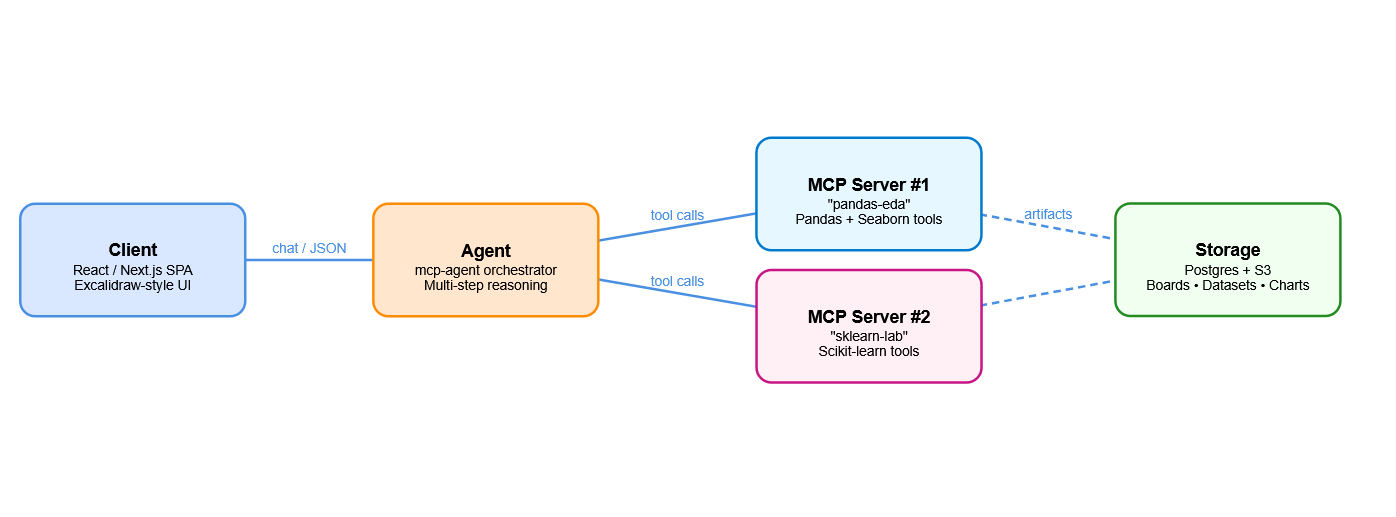 Client
React / Next.js SPA
Excalidraw-style UI
chat / JSON
Agent
mcp-agent orchestrator
Multi-step reasoning
tool calls
tool calls
MCP Server #1
"pandas-eda"
Pandas + Seaborn tools
MCP Server #2
"sklearn-lab"
Scikit-learn tools
artifacts
Storage
Postgres + S3
Boards • Datasets • Charts